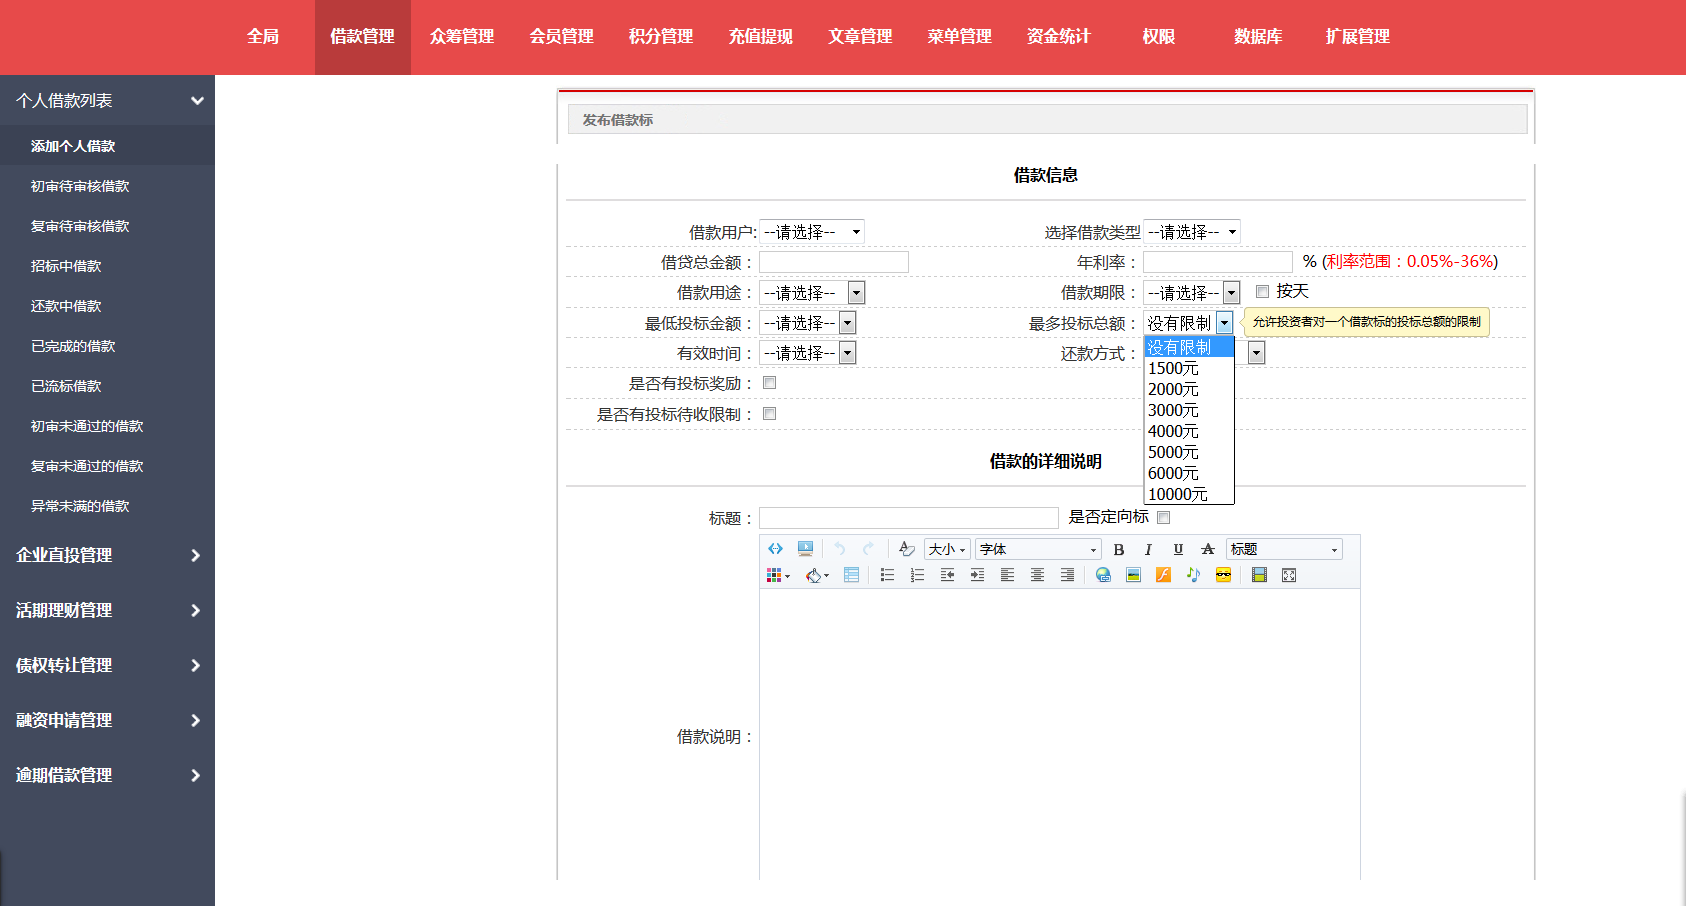 全局 借款管理 众筹管理 会员管理 积分管理 充值提现 文章管理 菜单管理 资金统计 权限 数据库 扩展管理
个人借款列表
添加个人借款
初审待审核借款
复审待审核借款
招标中借款
还款中借款
已完成的借款
已流标借款
初审未通过的借款
复审未通过的借款
异常未满的借款
企业直投管理
活期理财管理
债权转让管理
融资申请管理
逾期借款管理
发布借款标
借款信息
借款用户: --请选择-- 选择借款类型 --请选择--
借贷总金额： 年利率： % (利率范围：0.05%-36%)
借款用途： --请选择-- 借款期限： --请选择-- 按天
最低投标金额： --请选择-- 最多投标总额： 没有限制 允许投资者对一个借款标的投标总额的限制
有效时间： --请选择-- 还款方式：
没有限制
1500元
2000元
3000元
4000元
5000元
6000元
10000元
是否有投标奖励：
是否有投标待收限制：
借款的详细说明
标题： 是否定向标
大小 字体 B I U A 标题
借款说明：